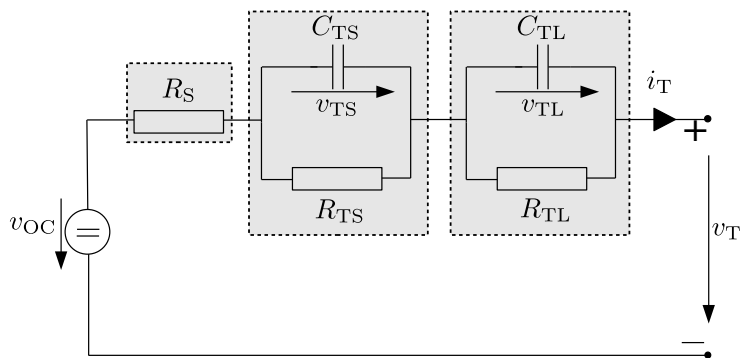 C_TS
C_TL
R_S
i_T
v_TS
v_TL
+
R_TS
R_TL
v_OC
=
v_T
−